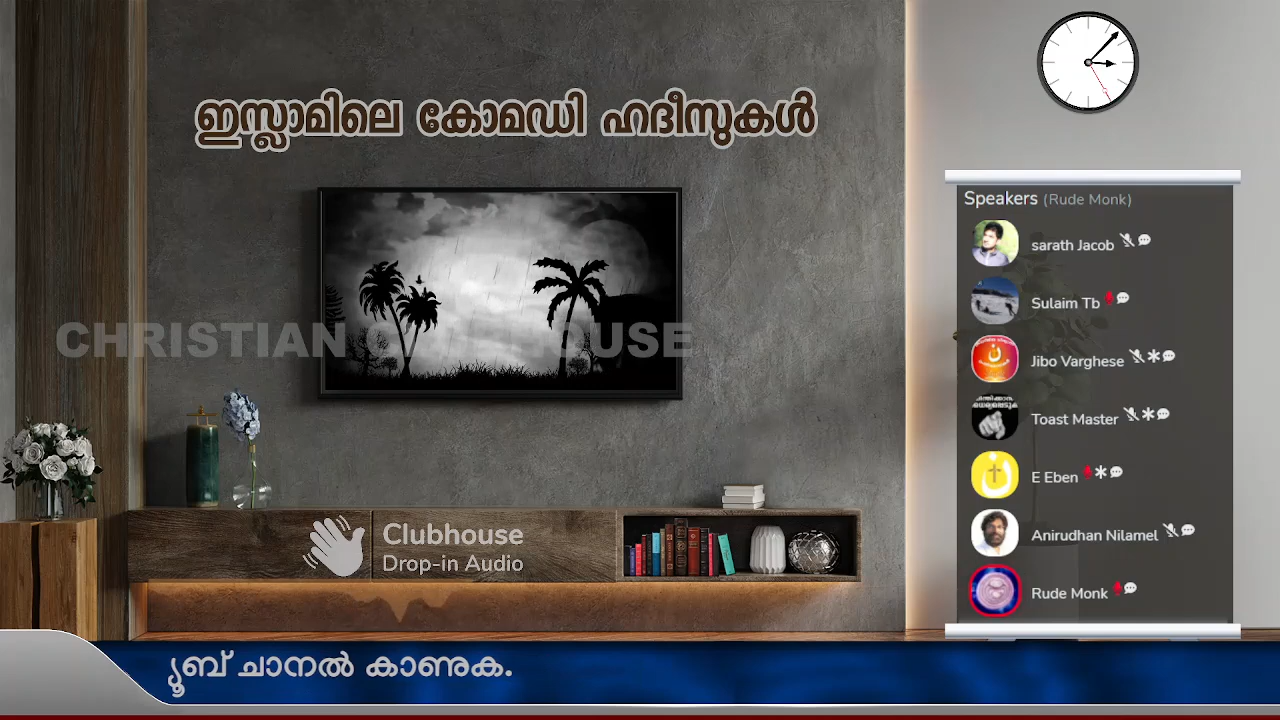 ഇസ്ലാമിലെ കോമഡി ഹദീസുകൾ
CHRISTIAN CLUBHOUSE
Clubhouse
Drop-in Audio
Speakers (Rude Monk)
sarath Jacob
Sulaim Tb
Jibo Varghese
Toast Master
E Eben
Anirudhan Nilamel
Rude Monk
്യൂബ് ചാനൽ കാണുക.